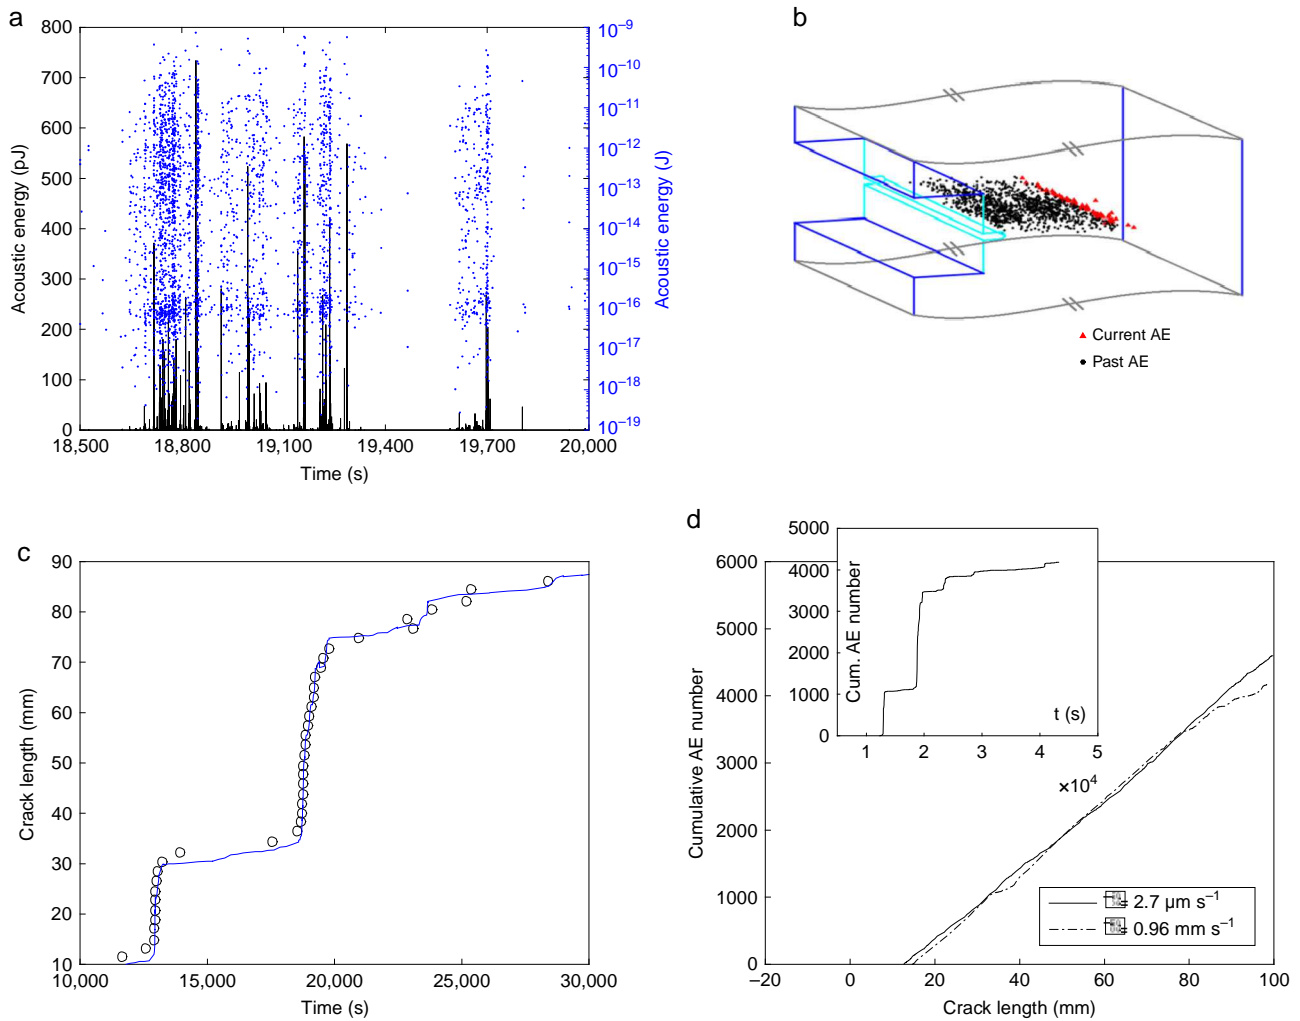 a
800
700
600
500
400
300
200
100
0
Acoustic energy (pJ)
10⁻⁹
10⁻¹⁰
10⁻¹¹
10⁻¹²
10⁻¹³
10⁻¹⁴
10⁻¹⁵
10⁻¹⁶
10⁻¹⁷
10⁻¹⁸
10⁻¹⁹
Acoustic energy (J)
18,500 18,800 19,100 19,400 19,700 20,000
Time (s)
b
Current AE
Past AE
c
90
80
70
60
50
40
30
20
10
Crack length (mm)
10,000 15,000 20,000 25,000 30,000
Time (s)
d
5000
4000
3000
2000
1000
0
Cum. AE number
t (s)
1 2 3 4 5
×10⁴
6000
5000
4000
3000
2000
1000
0
Cumulative AE number
= 2.7 µm s⁻¹
= 0.96 mm s⁻¹
−20 0 20 40 60 80 100
Crack length (mm)